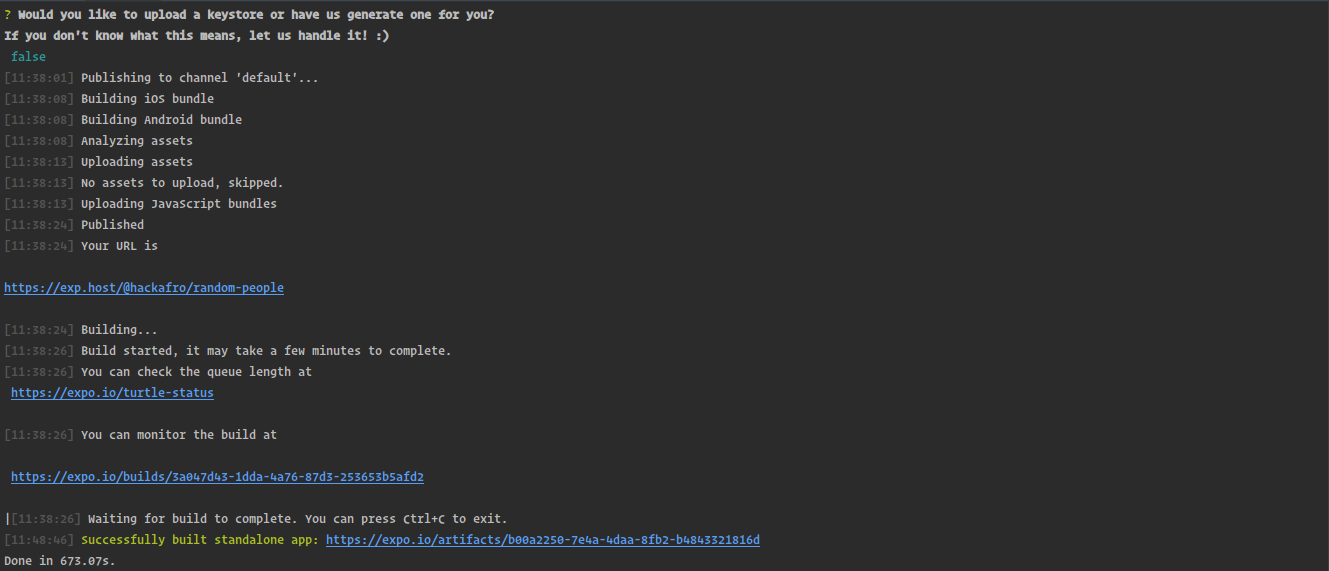 ? Would you like to upload a keystore or have us generate one for you?
If you don't know what this means, let us handle it! :)
false
[11:38:01] Publishing to channel 'default'...
[11:38:08] Building iOS bundle
[11:38:08] Building Android bundle
[11:38:08] Analyzing assets
[11:38:13] Uploading assets
[11:38:13] No assets to upload, skipped.
[11:38:13] Uploading JavaScript bundles
[11:38:24] Published
[11:38:24] Your URL is
https://exp.host/@hackafro/random-people
[11:38:24] Building...
[11:38:26] Build started, it may take a few minutes to complete.
[11:38:26] You can check the queue length at
https://expo.io/turtle-status
[11:38:26] You can monitor the build at
https://expo.io/builds/3a047d43-1dda-4a76-87d3-253653b5afd2
|[11:38:26] Waiting for build to complete. You can press Ctrl+C to exit.
[11:48:46] Successfully built standalone app: https://expo.io/artifacts/b00a2250-7e4a-4daa-8fb2-b4843321816d
Done in 673.07s.